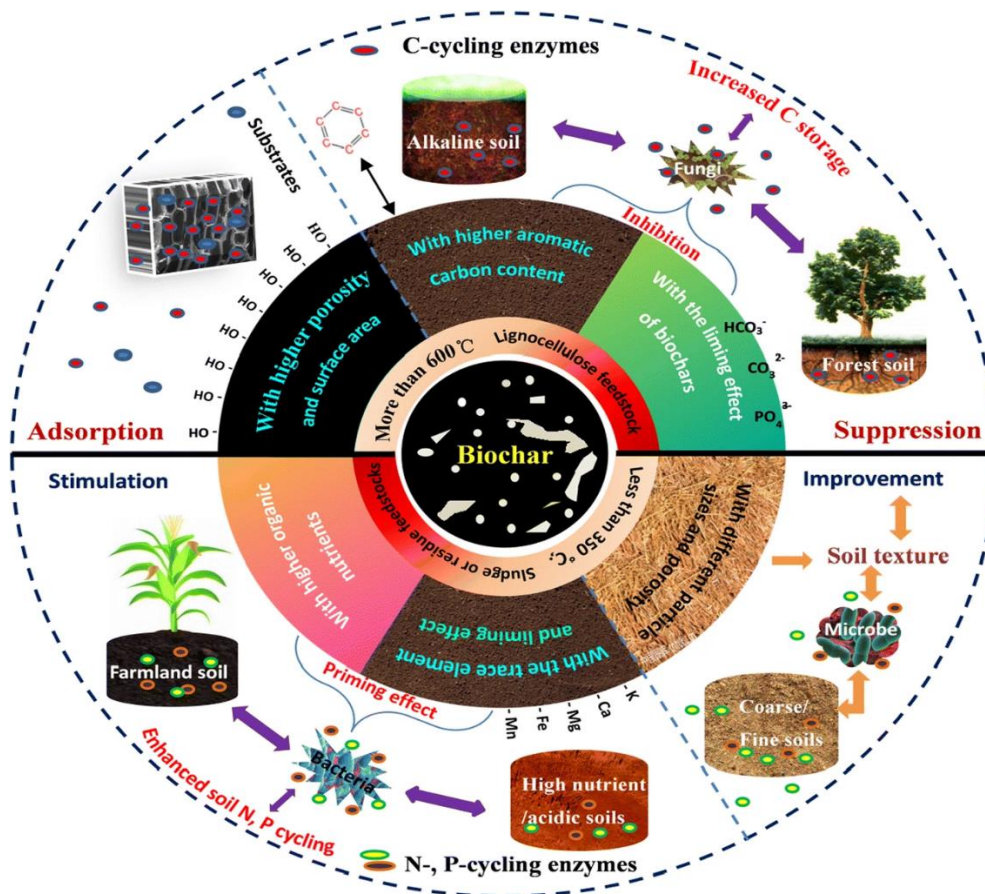 C-cycling enzymes
Substrates
Increased C storage
Alkaline soil
Fungi
Inhibition
Forest soil
HO -
HO -
HO -
HO -
HO -
HO -
HO -
HO -
HO -
With higher porosity
and surface area
With higher aromatic
carbon content
With the liming effect
of biochars
HCO₃⁻
CO₃²⁻
PO₄³⁻
More than 600℃
Lignocellulose feedstock
Adsorption
Suppression
Biochar
Stimulation
Improvement
Sludge or residue feedstocks
Less than 350 ℃,
With higher organic
nutrients
With the trace element
and liming effect
With different particle
sizes and porosity
Soil texture
Microbe
Coarse/
Fine soils
Farmland soil
Priming effect
- Mn
- Fe
- Mg
- Ca
- K
Bacteria
High nutrient
/acidic soils
Enhanced soil N, P cycling
N-, P-cycling enzymes
C
C
C
C
C
C